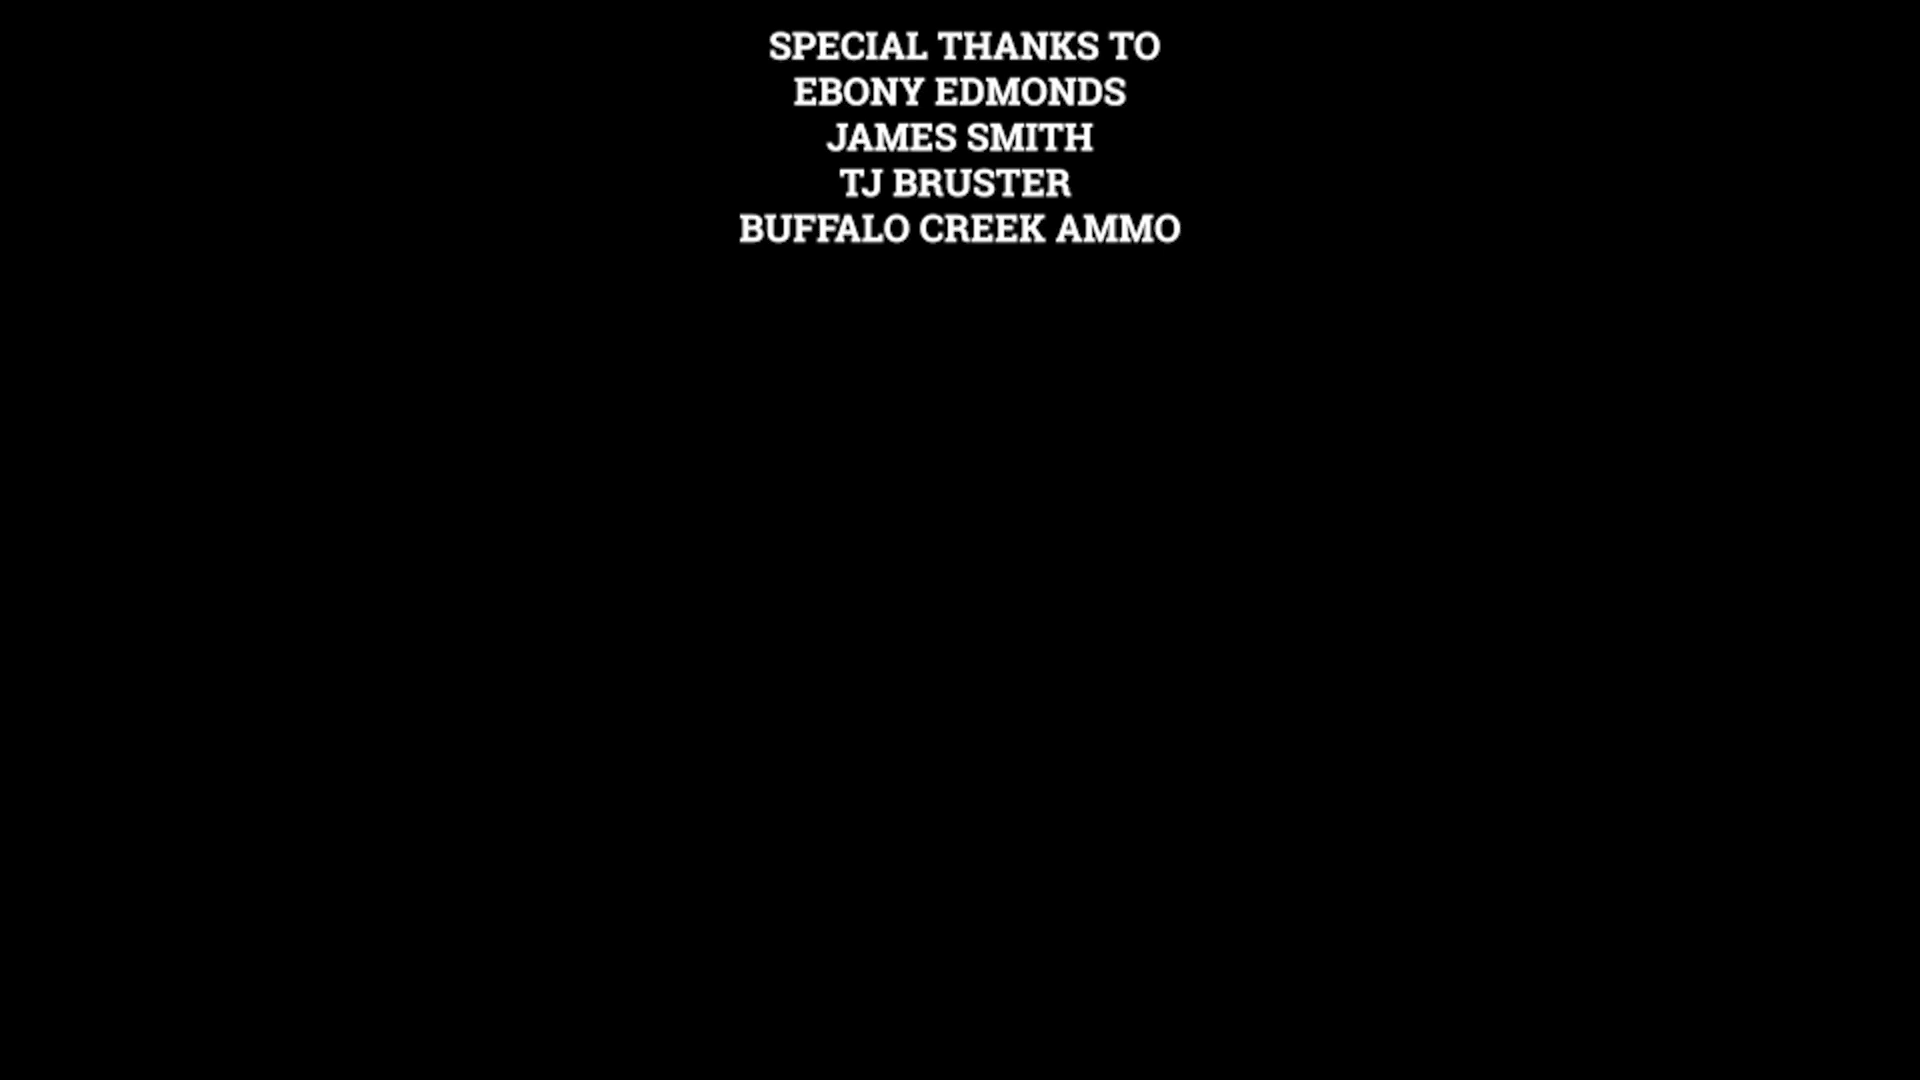 SPECIAL THANKS TO
EBONY EDMONDS
JAMES SMITH
TJ BRUSTER
BUFFALO CREEK AMMO